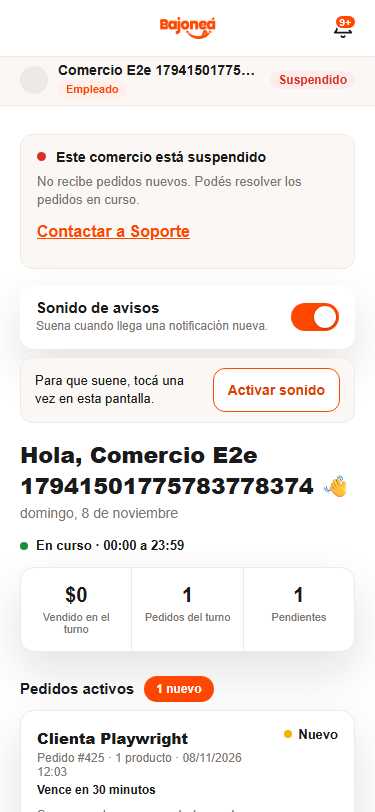 Bajoneá
9+
Comercio E2e 17941501775…
Suspendido
Empleado
Este comercio está suspendido
No recibe pedidos nuevos. Podés resolver los
pedidos en curso.
Contactar a Soporte
Sonido de avisos
Suena cuando llega una notificación nueva.
Para que suene, tocá una
vez en esta pantalla.
Activar sonido
Hola, Comercio E2e
17941501775783778374 👋
domingo, 8 de noviembre
En curso · 00:00 a 23:59
$0
Vendido en el
turno
1
Pedidos del turno
1
Pendientes
Pedidos activos
1 nuevo
Clienta Playwright
Nuevo
Pedido #425 · 1 producto · 08/11/2026
12:03
Vence en 30 minutos